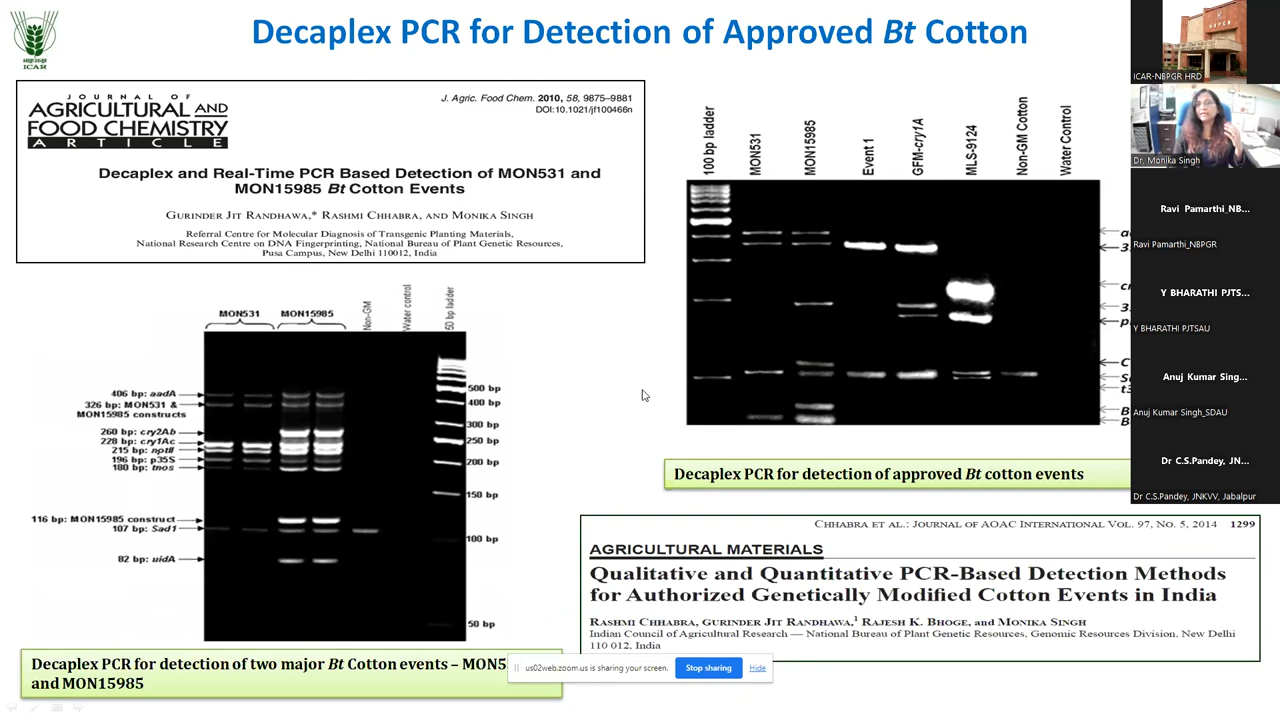 Decaplex PCR for Detection of Approved Bt Cotton
ICAR
JOURNAL OF
AGRICULTURAL AND
FOOD CHEMISTRY
ARTICLE
J. Agric. Food Chem. 2010, 58, 9875–9881
DOI:10.1021/jf100466n
Decaplex and Real-Time PCR Based Detection of MON531 and
MON15985 Bt Cotton Events
GURINDER JIT RANDHAWA,* RASHMI CHHABRA, AND MONIKA SINGH
Referral Centre for Molecular Diagnosis of Transgenic Planting Materials,
National Research Centre on DNA Fingerprinting, National Bureau of Plant Genetic Resources,
Pusa Campus, New Delhi 110012, India
MON531
MON15985
Non-GM
Water control
50 bp ladder
406 bp: aadA
326 bp: MON531 &
MON15985 constructs
260 bp: cry2Ab
228 bp: cry1Ac
215 bp: nptII
196 bp: p35S
180 bp: tnos
116 bp: MON15985 construct
107 bp: Sad1
82 bp: uidA
500 bp
400 bp
300 bp
250 bp
200 bp
150 bp
100 bp
50 bp
Decaplex PCR for detection of two major Bt Cotton events – MON5
and MON15985
100 bp ladder
MON531
MON15985
Event 1
GFM-cry1A
MLS-9124
Non-GM Cotton
Water Control
Decaplex PCR for detection of approved Bt cotton events
CHHABRA ET AL.: JOURNAL OF AOAC INTERNATIONAL VOL. 97, NO. 5, 2014 1299
AGRICULTURAL MATERIALS
Qualitative and Quantitative PCR-Based Detection Methods
for Authorized Genetically Modified Cotton Events in India
RASHMI CHHABRA, GURINDER JIT RANDHAWA,1 RAJESH K. BHOGE, and MONIKA SINGH
Indian Council of Agricultural Research — National Bureau of Plant Genetic Resources, Genomic Resources Division, New Delhi
110 012, India
us02web.zoom.us is sharing your screen.
Stop sharing
Hide
NBPGR
ICAR-NBPGR HRD
Dr. Monika Singh
Ravi Pamarthi_NB...
Ravi Pamarthi_NBPGR
Y BHARATHI PJTS...
Y BHARATHI PJTSAU
Anuj Kumar Sing...
Anuj Kumar Singh_SDAU
Dr C.S.Pandey, JN...
Dr C.S.Pandey, JNKVV, Jabalpur